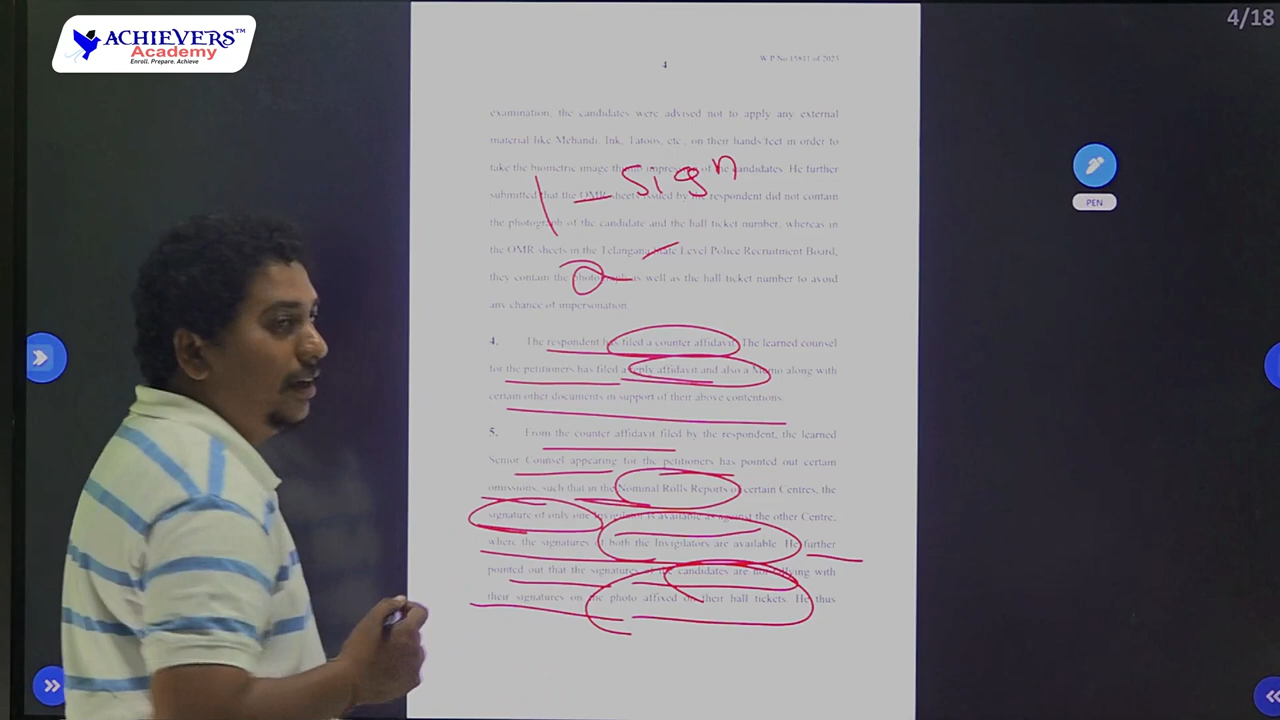 ACHIEVERS™
Academy
Enroll. Prepare. Achieve
4/18
PEN
4
W P No 15811 of 2023
examination, the candidates were advised not to apply any external
material like Mehandi, Ink, Tatoos, etc., on their hands/feet in order to
take the biometric image thumb impression of the candidates. He further
submitted that the OMR sheets issued by the respondent did not contain
the photograph of the candidate and the hall ticket number, whereas in
the OMR sheets in the Telangana State Level Police Recruitment Board,
they contain the photograph as well as the hall ticket number to avoid
any chance of impersonation.
1 - sign
4. The respondent has filed a counter affidavit. The learned counsel
for the petitioners has filed a reply affidavit and also a Memo along with
certain other documents in support of their above contentions.
5. From the counter affidavit filed by the respondent, the learned
Senior Counsel appearing for the petitioners has pointed out certain
omissions, such that in the Nominal Rolls Reports of certain Centres, the
signature of only one Invigilator is available as against the other Centre,
where the signatures of both the Invigilators are available. He further
pointed out that the signatures of the candidates are not tallying with
their signatures on the photo affixed on their hall tickets. He thus